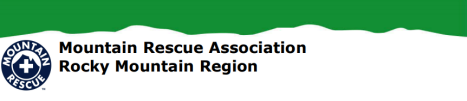 Mountain Rescue Association
Rocky Mountain Region
MOUNTAIN
RESCUE